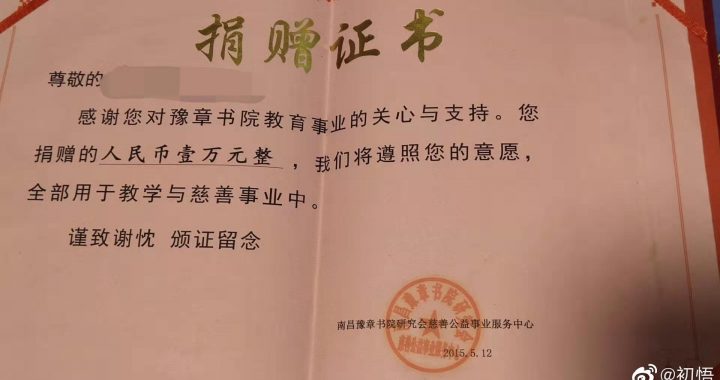 捐赠证书
尊敬的
感谢您对豫章书院教育事业的关心与支持。您
捐赠的人民币壹万元整，我们将遵照您的意愿，
全部用于教学与慈善事业中。
谨致谢忱 颁证留念
南昌豫章书院研究会慈善公益事业服务中心
2015.5.12
@初悟